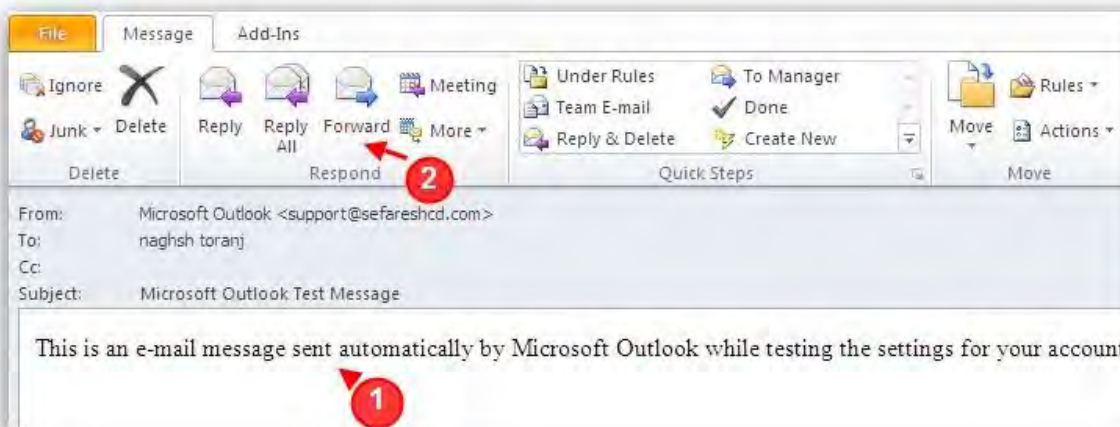 File Message Add-Ins
Ignore
Junk
Delete
Reply
Reply All
Forward
Meeting
More
Under Rules To Manager
Team E-mail Done
Reply & Delete Create New
Move
Rules
Actions
Delete Respond Quick Steps Move
2
From: Microsoft Outlook <support@sefareshcd.com>
To: naghsh toranj
Cc:
Subject: Microsoft Outlook Test Message
This is an e-mail message sent automatically by Microsoft Outlook while testing the settings for your account
1